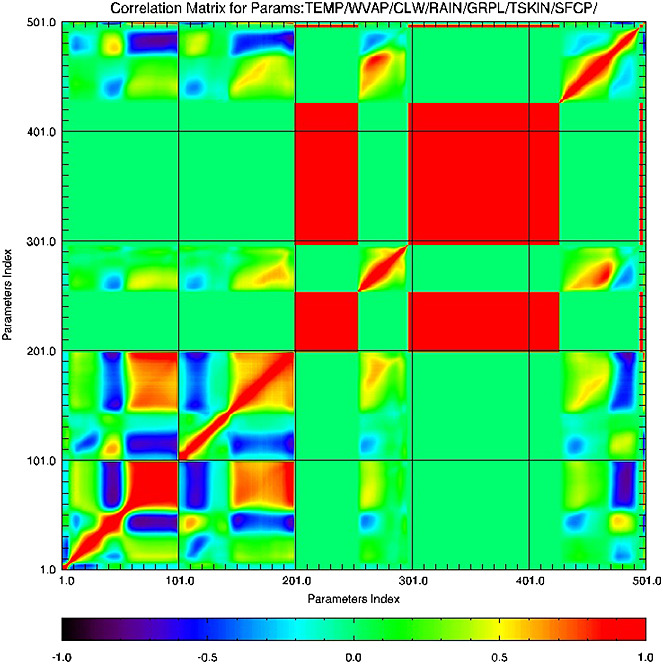 Correlation Matrix for Params:TEMP/WVAP/CLW/RAIN/GRPL/TSKIN/SFCP/
501.0
401.0
301.0
201.0
101.0
1.0
Parameters Index
1.0 101.0 201.0 301.0 401.0 501.0
Parameters Index
-1.0 -0.5 0.0 0.5 1.0